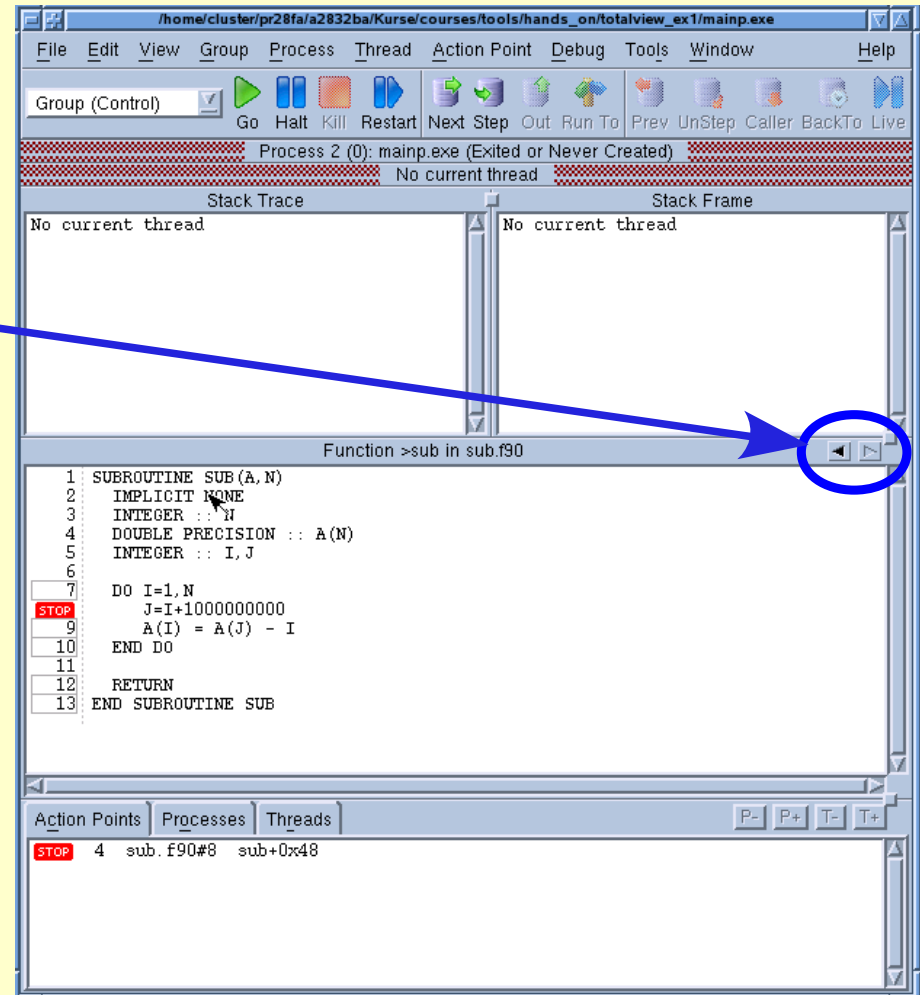 /home/cluster/pr28fa/a2832ba/Kurse/courses/tools/hands_on/totalview_ex1/mainp.exe
File Edit View Group Process Thread Action Point Debug Tools Window Help
Group (Control) Go Halt Kill Restart Next Step Out Run To Prev UnStep Caller BackTo Live
Process 2 (0): mainp.exe (Exited or Never Created)
No current thread
Stack Trace
No current thread
Stack Frame
No current thread
Function >sub in sub.f90
1 SUBROUTINE SUB(A,N)
2 IMPLICIT NONE
3 INTEGER :: N
4 DOUBLE PRECISION :: A(N)
5 INTEGER :: I,J
6
7 DO I=1,N
STOP J=I+1000000000
9 A(I) = A(J) - I
10 END DO
11
12 RETURN
13 END SUBROUTINE SUB
Action Points Processes Threads P- P+ T- T+
STOP 4 sub.f90#8 sub+0x48